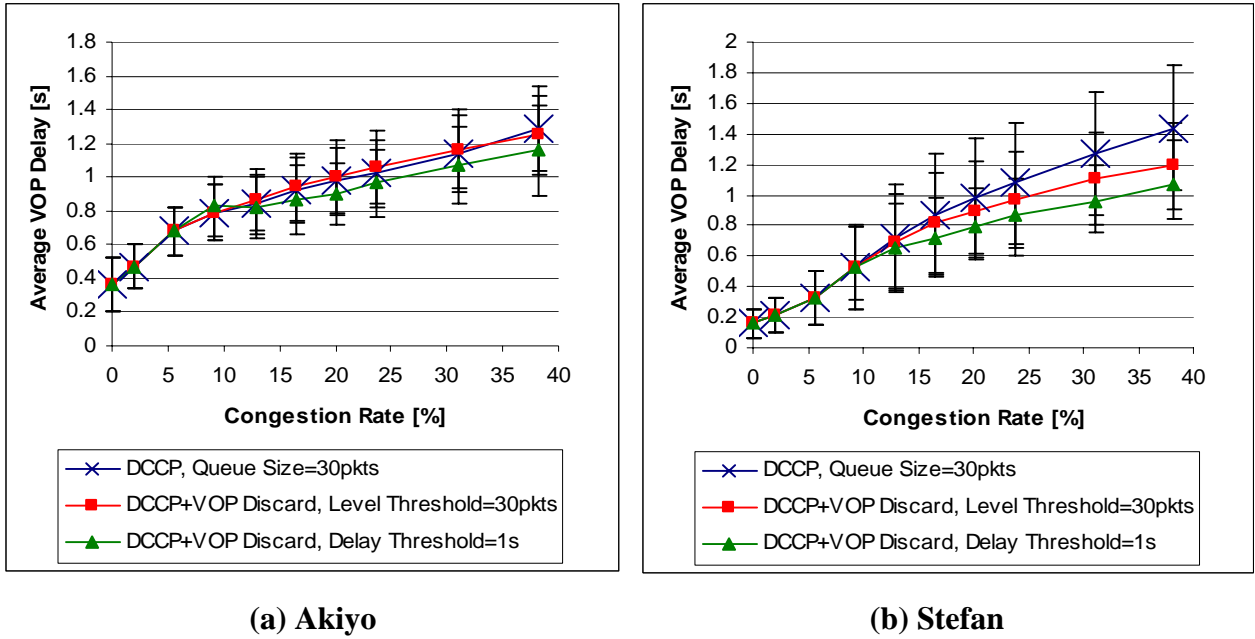 Average VOP Delay [s]
1.8
1.6
1.4
1.2
1
0.8
0.6
0.4
0.2
0
0 5 10 15 20 25 30 35 40
Congestion Rate [%]
DCCP, Queue Size=30pkts
DCCP+VOP Discard, Level Threshold=30pkts
DCCP+VOP Discard, Delay Threshold=1s
(a) Akiyo
Average VOP Delay [s]
2
1.8
1.6
1.4
1.2
1
0.8
0.6
0.4
0.2
0
0 5 10 15 20 25 30 35 40
Congestion Rate [%]
DCCP, Queue Size=30pkts
DCCP+VOP Discard, Level Threshold=30pkts
DCCP+VOP Discard, Delay Threshold=1s
(b) Stefan